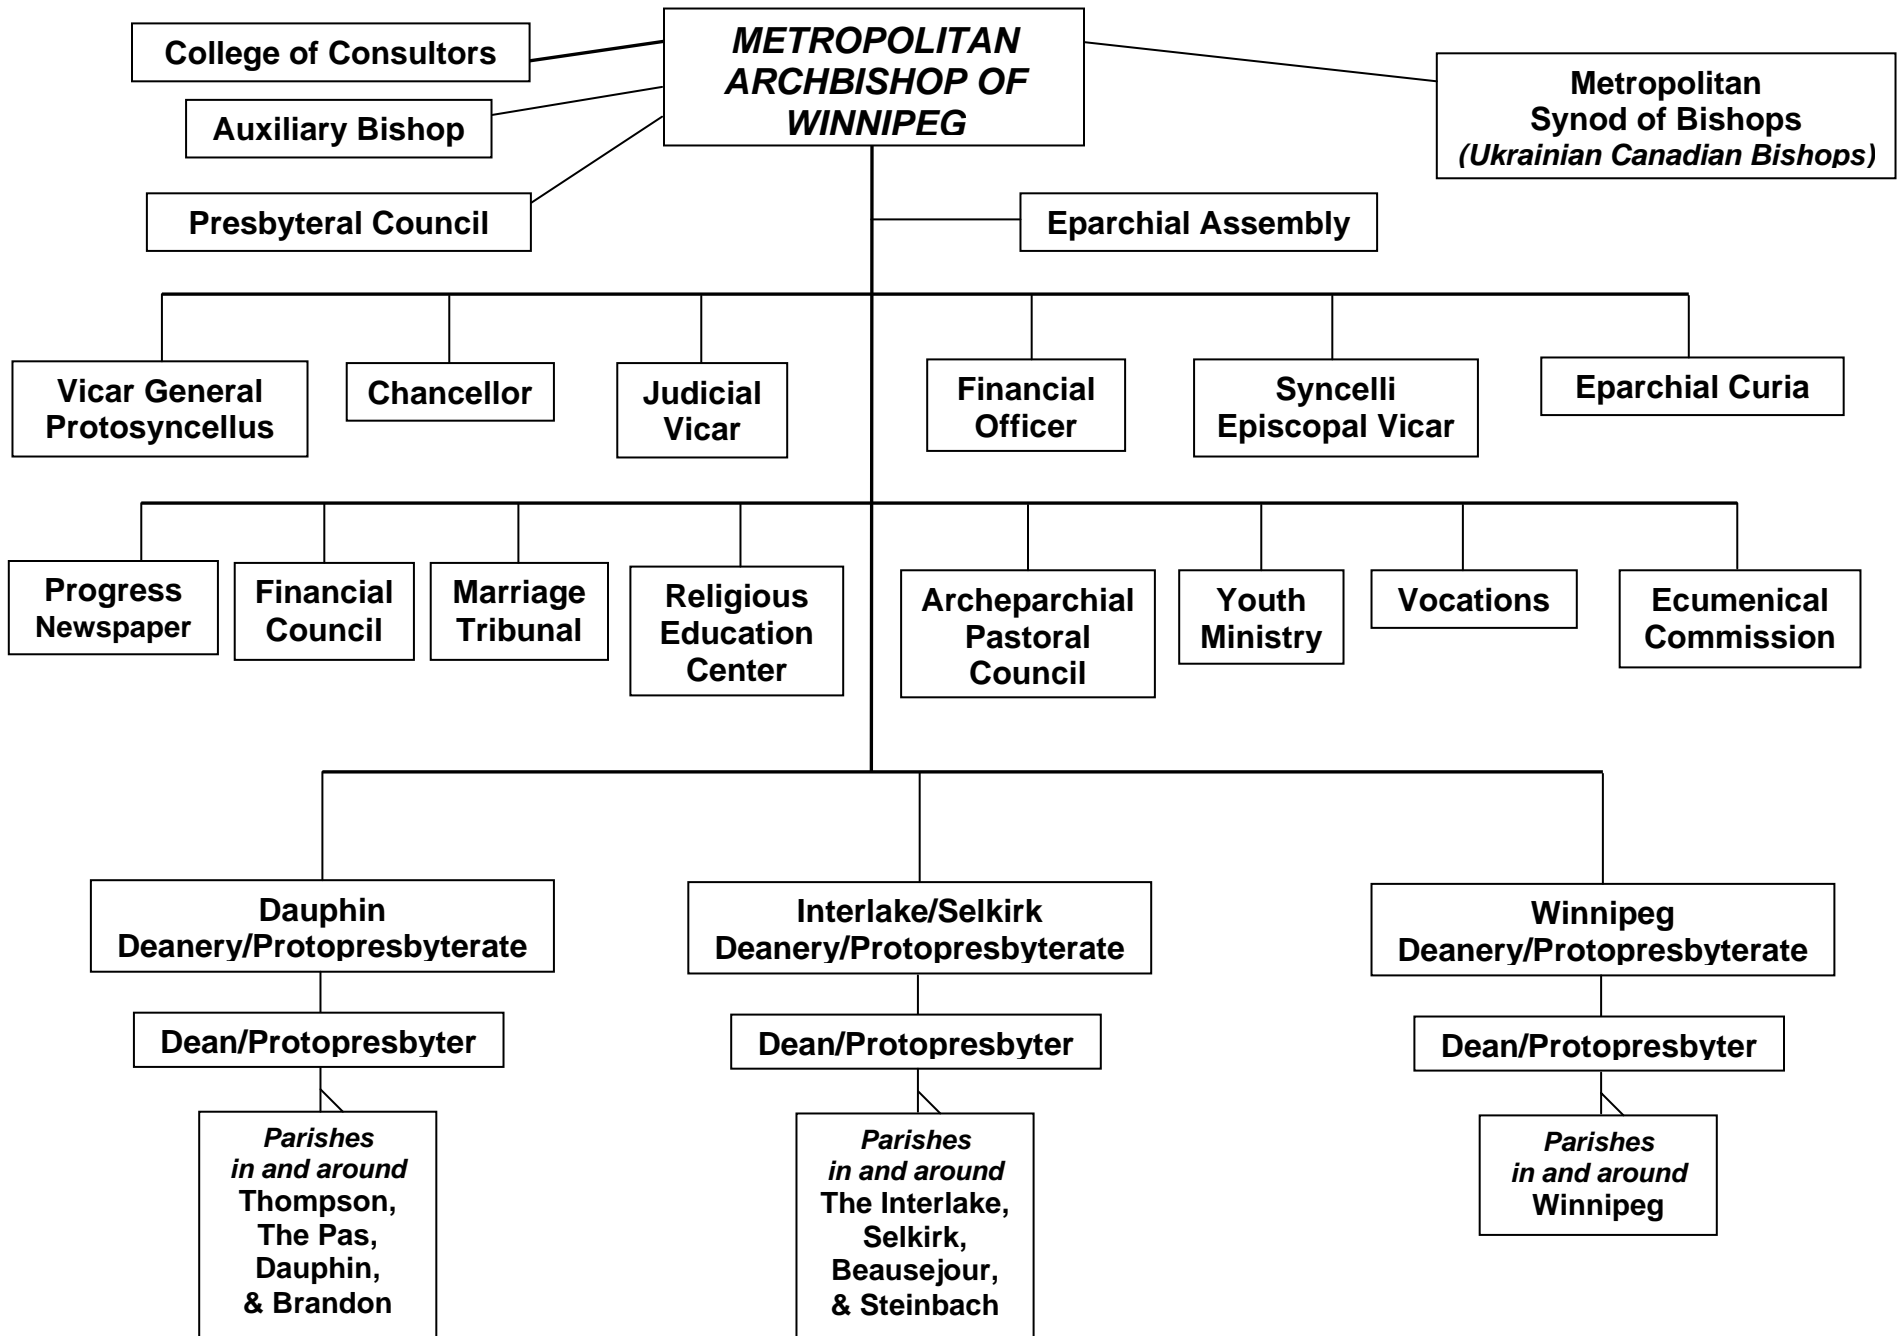 College of Consultors
METROPOLITAN
ARCHBISHOP OF
WINNIPEG
Metropolitan
Synod of Bishops
(Ukrainian Canadian Bishops)
Auxiliary Bishop
Presbyteral Council
Eparchial Assembly
Vicar General
Protosyncellus
Chancellor
Judicial
Vicar
Financial
Officer
Syncelli
Episcopal Vicar
Eparchial Curia
Progress
Newspaper
Financial
Council
Marriage
Tribunal
Religious
Education
Center
Archeparchial
Pastoral
Council
Youth
Ministry
Vocations
Ecumenical
Commission
Dauphin
Deanery/Protopresbyterate
Interlake/Selkirk
Deanery/Protopresbyterate
Winnipeg
Deanery/Protopresbyterate
Dean/Protopresbyter
Dean/Protopresbyter
Dean/Protopresbyter
Parishes
in and around
Thompson,
The Pas,
Dauphin,
& Brandon
Parishes
in and around
The Interlake,
Selkirk,
Beausejour,
& Steinbach
Parishes
in and around
Winnipeg